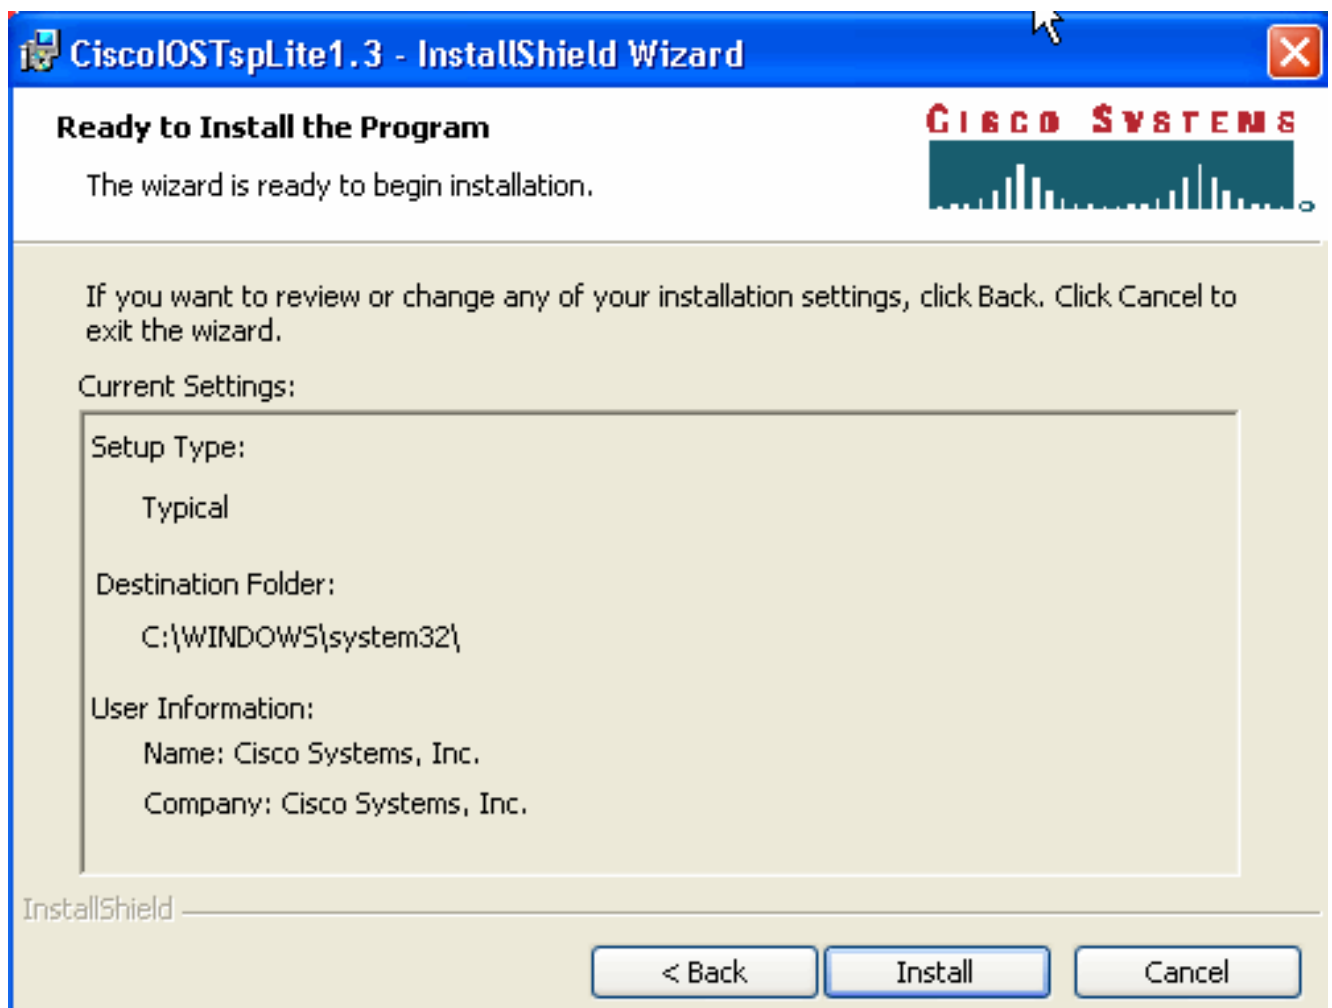 CiscoIOSTspLite1.3 - InstallShield Wizard
Ready to Install the Program
CISCO SYSTEMS
The wizard is ready to begin installation.
If you want to review or change any of your installation settings, click Back. Click Cancel to
exit the wizard.
Current Settings:
Setup Type:
Typical
Destination Folder:
C:\WINDOWS\system32\
User Information:
Name: Cisco Systems, Inc.
Company: Cisco Systems, Inc.
InstallShield
< Back
Install
Cancel